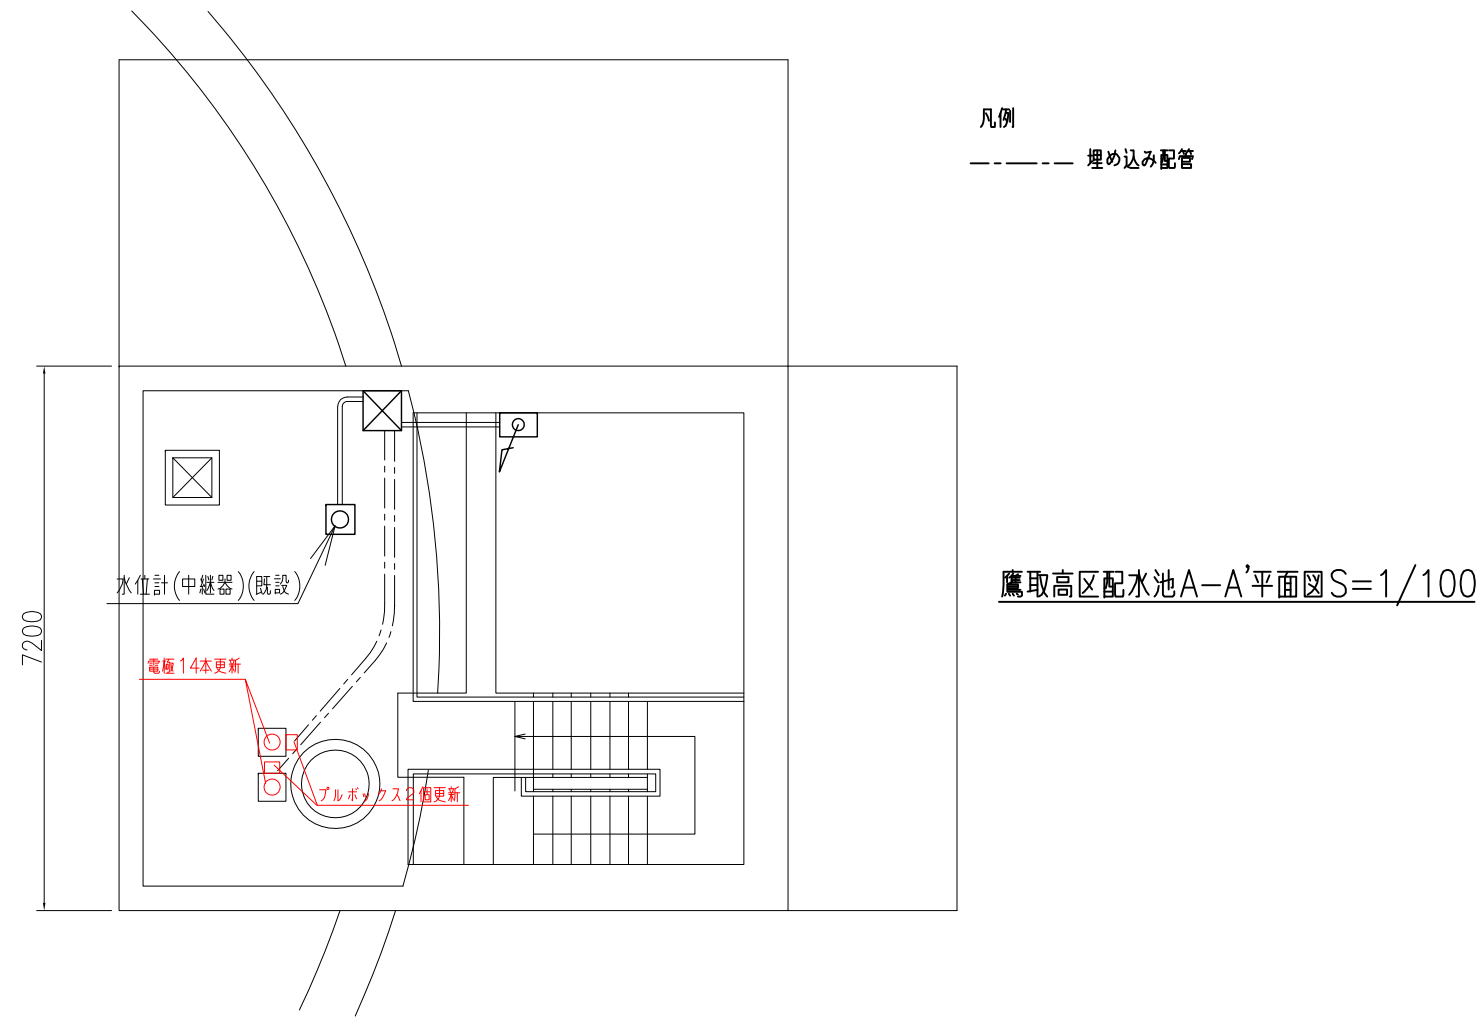 凡例
埋め込み配管
水位計(中継器)(既設)
鷹取高区配水池A-A'平面図S=1/100
7200
電極14本更新
プルボックス2個更新